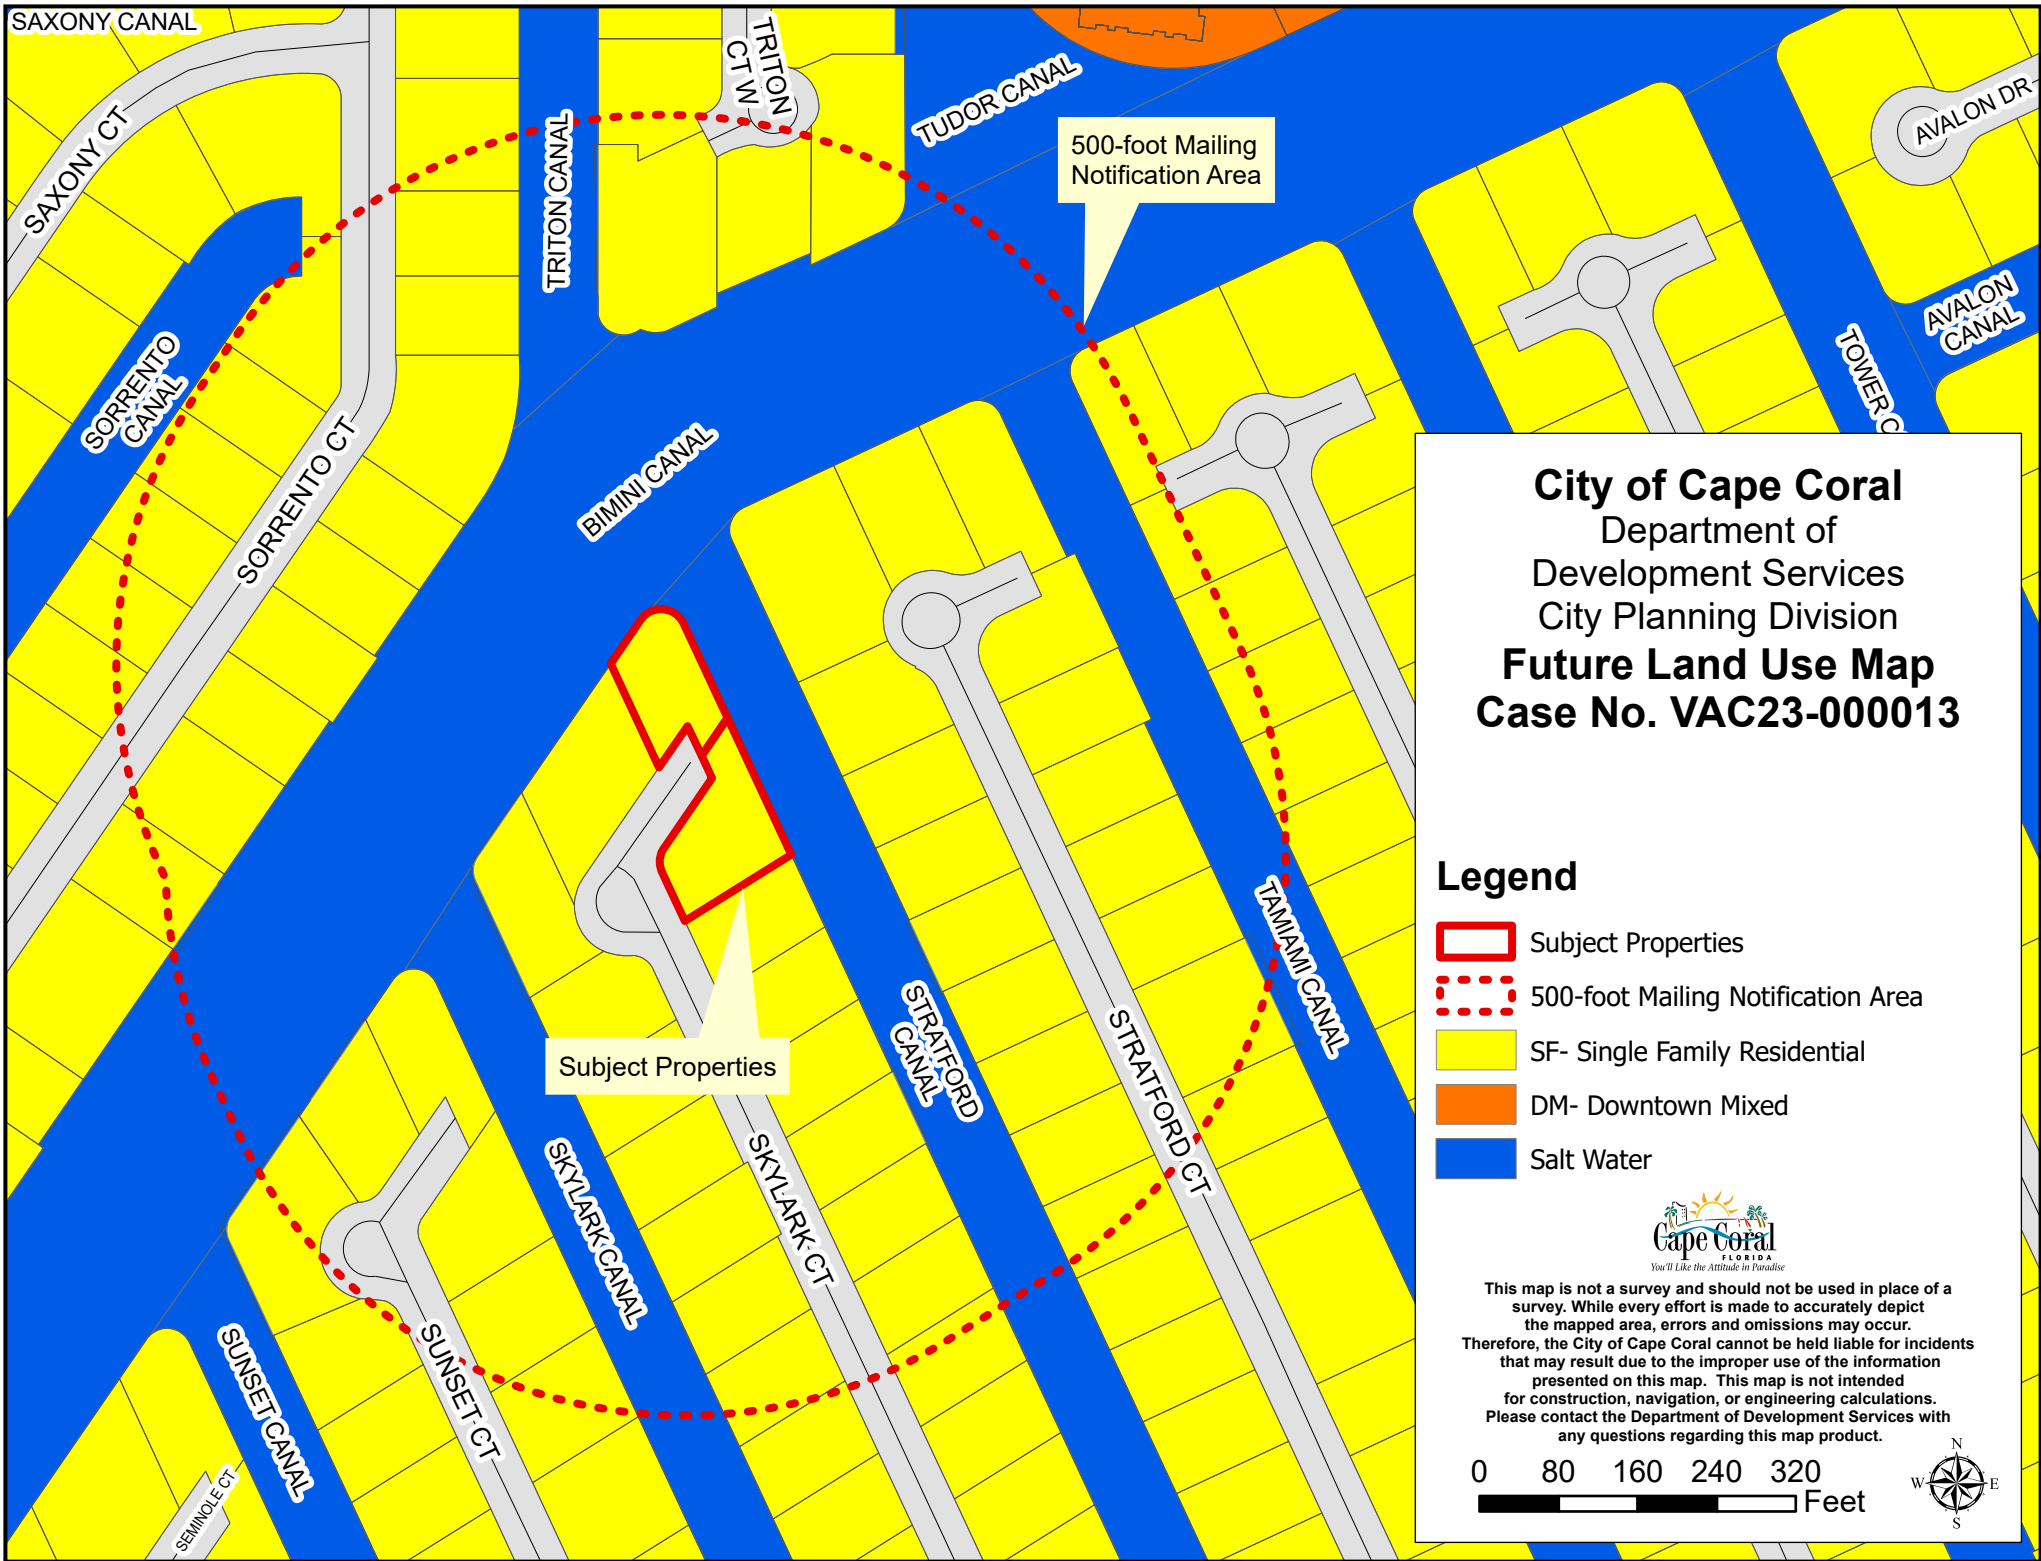 SAXONY CANAL
SAXONY CT
TRITON
CT W
TUDOR CANAL
AVALON DR
TRITON CANAL
500-foot Mailing
Notification Area
AVALON
CANAL
SORRENTO
CANAL
TOWER C
SORRENTO CT
BIMINI CANAL
City of Cape Coral
Department of
Development Services
City Planning Division
Future Land Use Map
Case No. VAC23-000013
Legend
Subject Properties
500-foot Mailing Notification Area
SF- Single Family Residential
DM- Downtown Mixed
Salt Water
TAMIAMI CANAL
STRATFORD
CANAL
STRATFORD CT
Subject Properties
SKYLARK CANAL
SKYLARK CT
SUNSET CANAL
SUNSET CT
SEMINOLE CT
Cape Coral
FLORIDA
You'll Like the Attitude in Paradise
This map is not a survey and should not be used in place of a
survey. While every effort is made to accurately depict
the mapped area, errors and omissions may occur.
Therefore, the City of Cape Coral cannot be held liable for incidents
that may result due to the improper use of the information
presented on this map. This map is not intended
for construction, navigation, or engineering calculations.
Please contact the Department of Development Services with
any questions regarding this map product.
0 80 160 240 320
Feet
N
W E
S